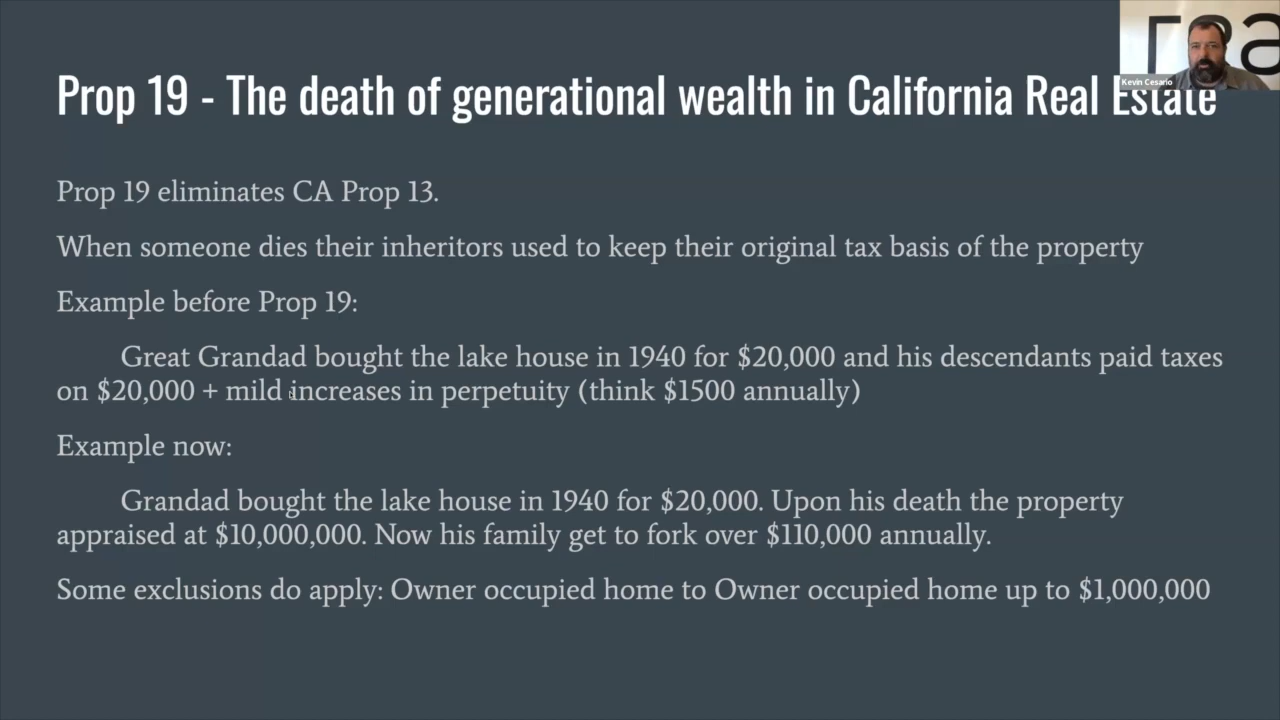 Prop 19 - The death of generational wealth in California Real Estate
Kevin Cesario
Prop 19 eliminates CA Prop 13.
When someone dies their inheritors used to keep their original tax basis of the property
Example before Prop 19:
Great Grandad bought the lake house in 1940 for $20,000 and his descendants paid taxes
on $20,000 + mild increases in perpetuity (think $1500 annually)
Example now:
Grandad bought the lake house in 1940 for $20,000. Upon his death the property
appraised at $10,000,000. Now his family get to fork over $110,000 annually.
Some exclusions do apply: Owner occupied home to Owner occupied home up to $1,000,000